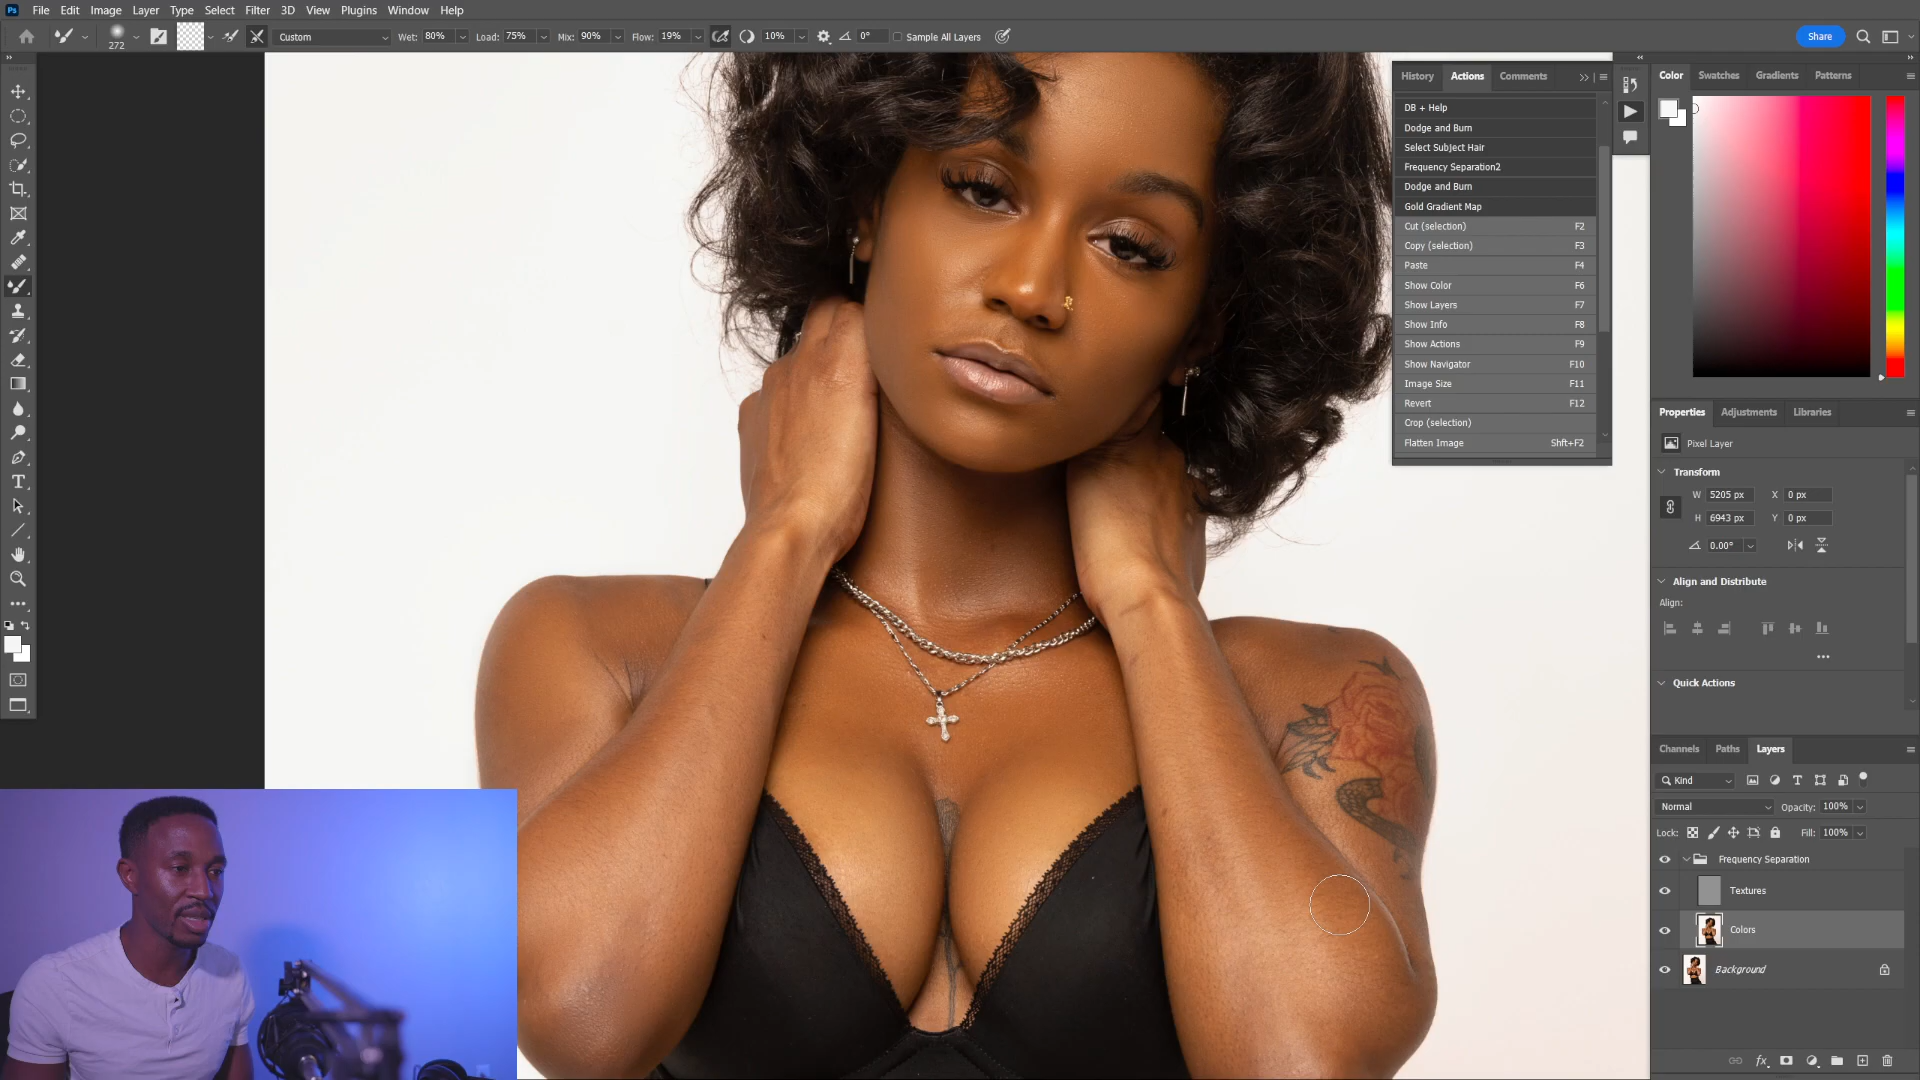 Ps File Edit Image Layer Type Select Filter 3D View Plugins Window Help
272 Custom Wet: 80% Load: 75% Mix: 90% Flow: 19% 10% 0° Sample All Layers Share
History Actions Comments
DB + Help
Dodge and Burn
Select Subject Hair
Frequency Separation2
Dodge and Burn
Gold Gradient Map
Cut (selection) F2
Copy (selection) F3
Paste F4
Show Color F6
Show Layers F7
Show Info F8
Show Actions F9
Show Navigator F10
Image Size F11
Revert F12
Crop (selection)
Flatten Image Shft+F2
Color Swatches Gradients Patterns
Properties Adjustments Libraries
Pixel Layer
Transform
W 5205 px X 0 px
H 6943 px Y 0 px
0.00°
Align and Distribute
Align:
Quick Actions
Channels Paths Layers
Kind
Normal Opacity: 100%
Lock: Fill: 100%
Frequency Separation
Textures
Colors
Background